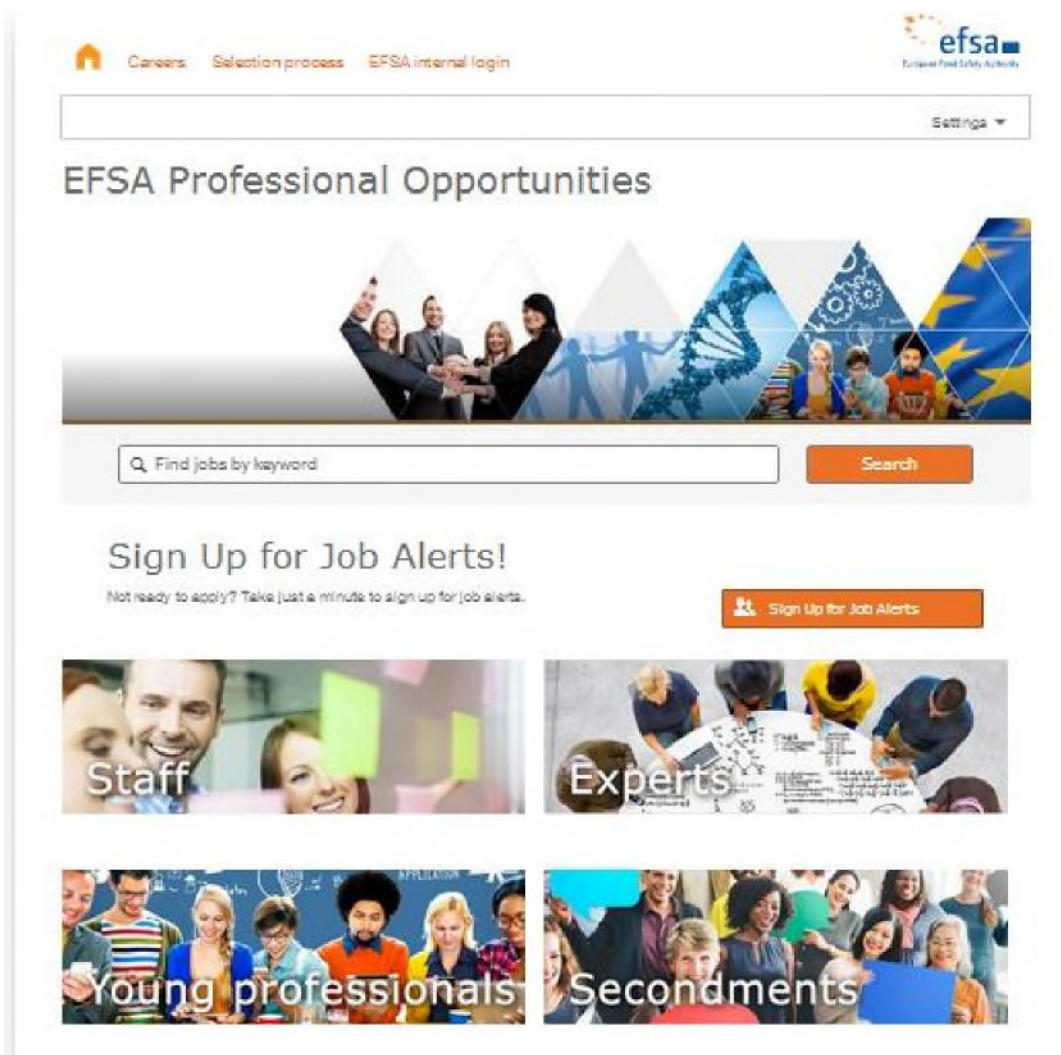 efsa
European Food Safety Authority
Careers Selection process EFSA internal login
Settings
EFSA Professional Opportunities
Find jobs by keyword
Search
Sign Up for Job Alerts!
Not ready to apply? Take just a minute to sign up for job alerts.
Sign Up for Job Alerts
Staff
Experts
APPLICATION
Young professionals
Secondments